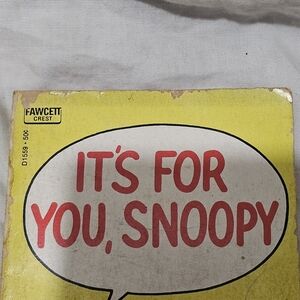 FAWCETT
CREST
D1559 • 50¢
IT'S FOR
YOU, SNOOPY